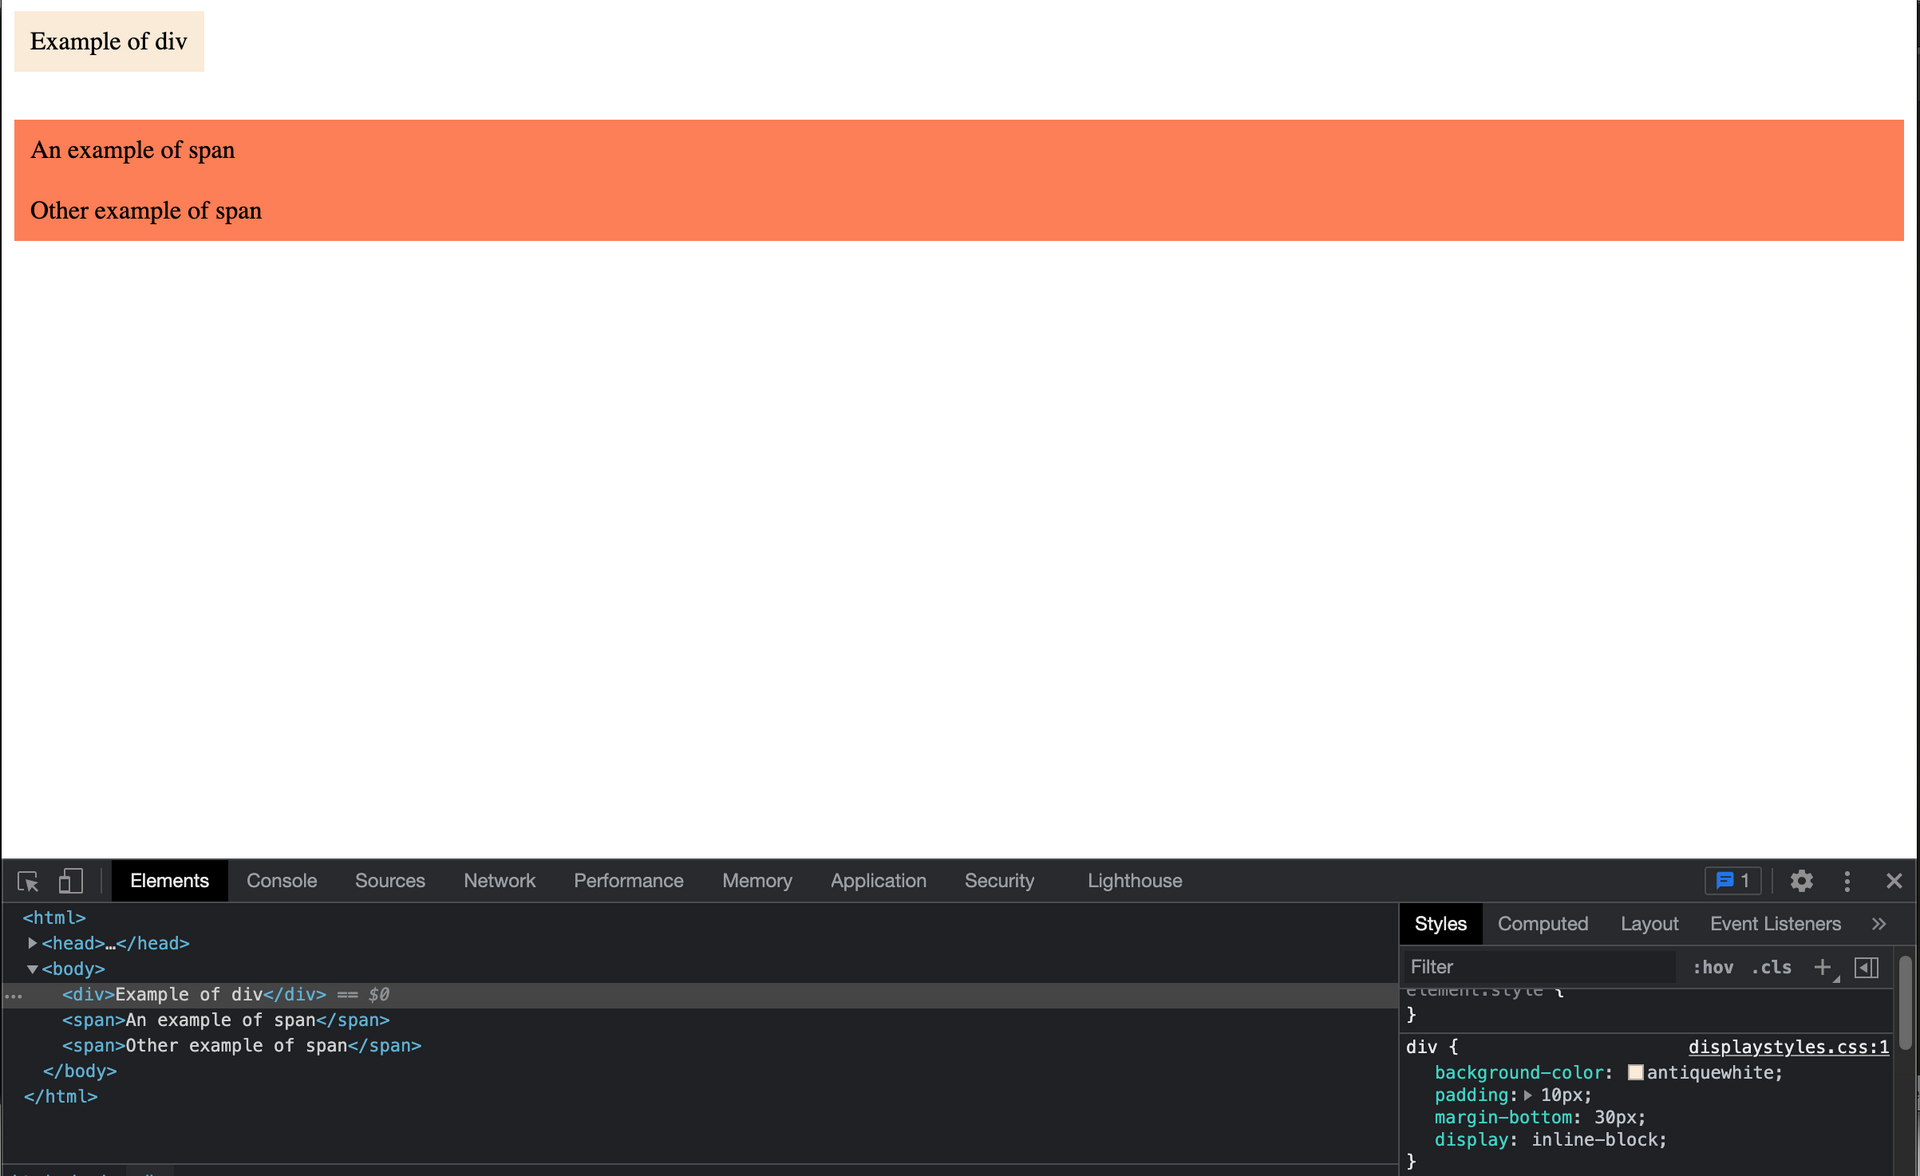 Example of div
An example of span
Other example of span
Elements Console Sources Network Performance Memory Application Security Lighthouse 1
<html>
<head>…</head>
<body>
<div>Example of div</div> == $0
<span>An example of span</span>
<span>Other example of span</span>
</body>
</html>
Styles Computed Layout Event Listeners »
Filter :hov .cls +
element.style {
}
div { displaystyles.css:1
background-color: antiquewhite;
padding: 10px;
margin-bottom: 30px;
display: inline-block;
}